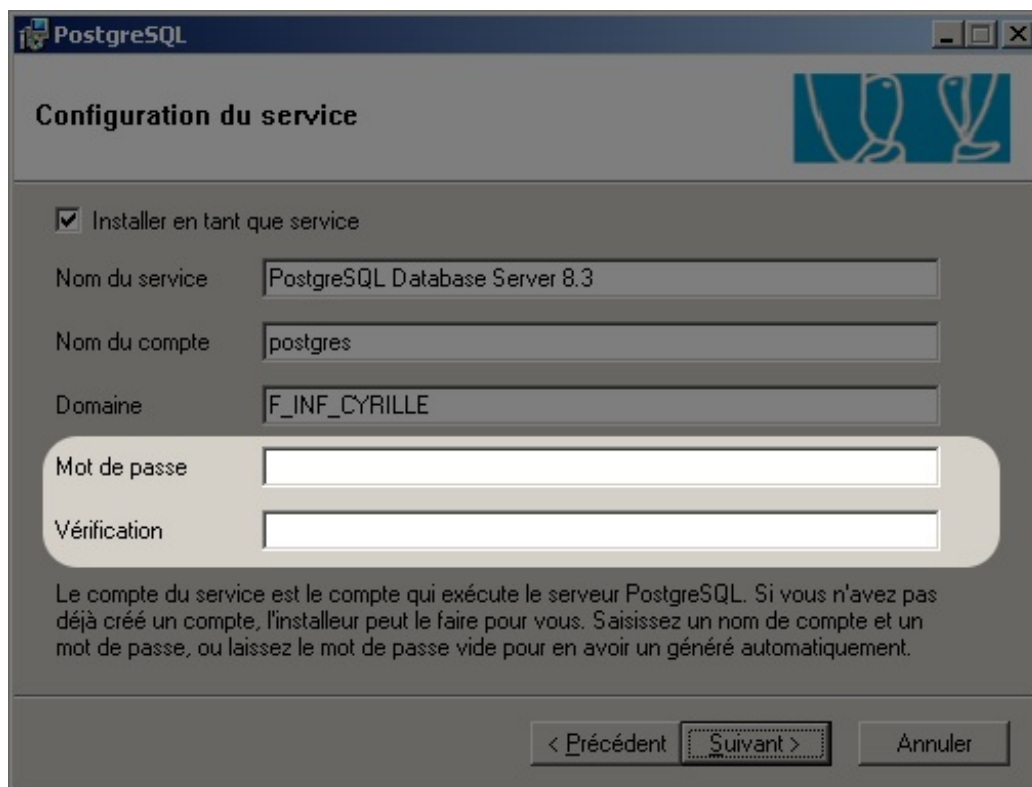 PostgreSQL
Configuration du service
Installer en tant que service
Nom du service PostgreSQL Database Server 8.3
Nom du compte postgres
Domaine F_INF_CYRILLE
Mot de passe
Vérification
Le compte du service est le compte qui exécute le serveur PostgreSQL. Si vous n'avez pas
déjà créé un compte, l'installeur peut le faire pour vous. Saisissez un nom de compte et un
mot de passe, ou laissez le mot de passe vide pour en avoir un généré automatiquement.
< Précédent Suivant > Annuler